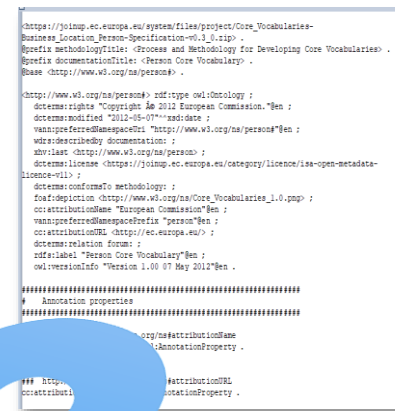 <https://joinup.ec.europa.eu/system/files/project/Core_Vocabularies-
Business_Location_Person-Specification-v0.3_0.zip> .
@prefix methodologyTitle: <Process and Methodology for Developing Core Vocabularies> .
@prefix documentationTitle: <Person Core Vocabulary> .
@base <http://www.w3.org/ns/person#> .
<http://www.w3.org/ns/person#> rdf:type owl:Ontology ;
dcterms:rights "Copyright Â© 2012 European Commission."@en ;
dcterms:modified "2012-05-07"^^xsd:date ;
vann:preferredNamespaceUri "http://www.w3.org/ns/person#"@en ;
wdrs:describedby documentation: ;
xhv:last <http://www.w3.org/ns/person> ;
dcterms:license <https://joinup.ec.europa.eu/category/licence/isa-open-metadata-
licence-v11> ;
dcterms:conformsTo methodology: ;
foaf:depiction <http://www.w3.org/ns/Core_Vocabularies_1.0.png> ;
cc:attributionName "European Commission"@en ;
vann:preferredNamespacePrefix "person"@en ;
cc:attributionURL <http://ec.europa.eu/> ;
dcterms:relation forum: ;
rdfs:label "Person Core Vocabulary"@en ;
owl:versionInfo "Version 1.00 07 May 2012"@en .
#################################################################
# Annotation properties
#################################################################
.org/ns#attributionName
:AnnotationProperty .
### http #attributionURL
cc:attributi notationProperty .